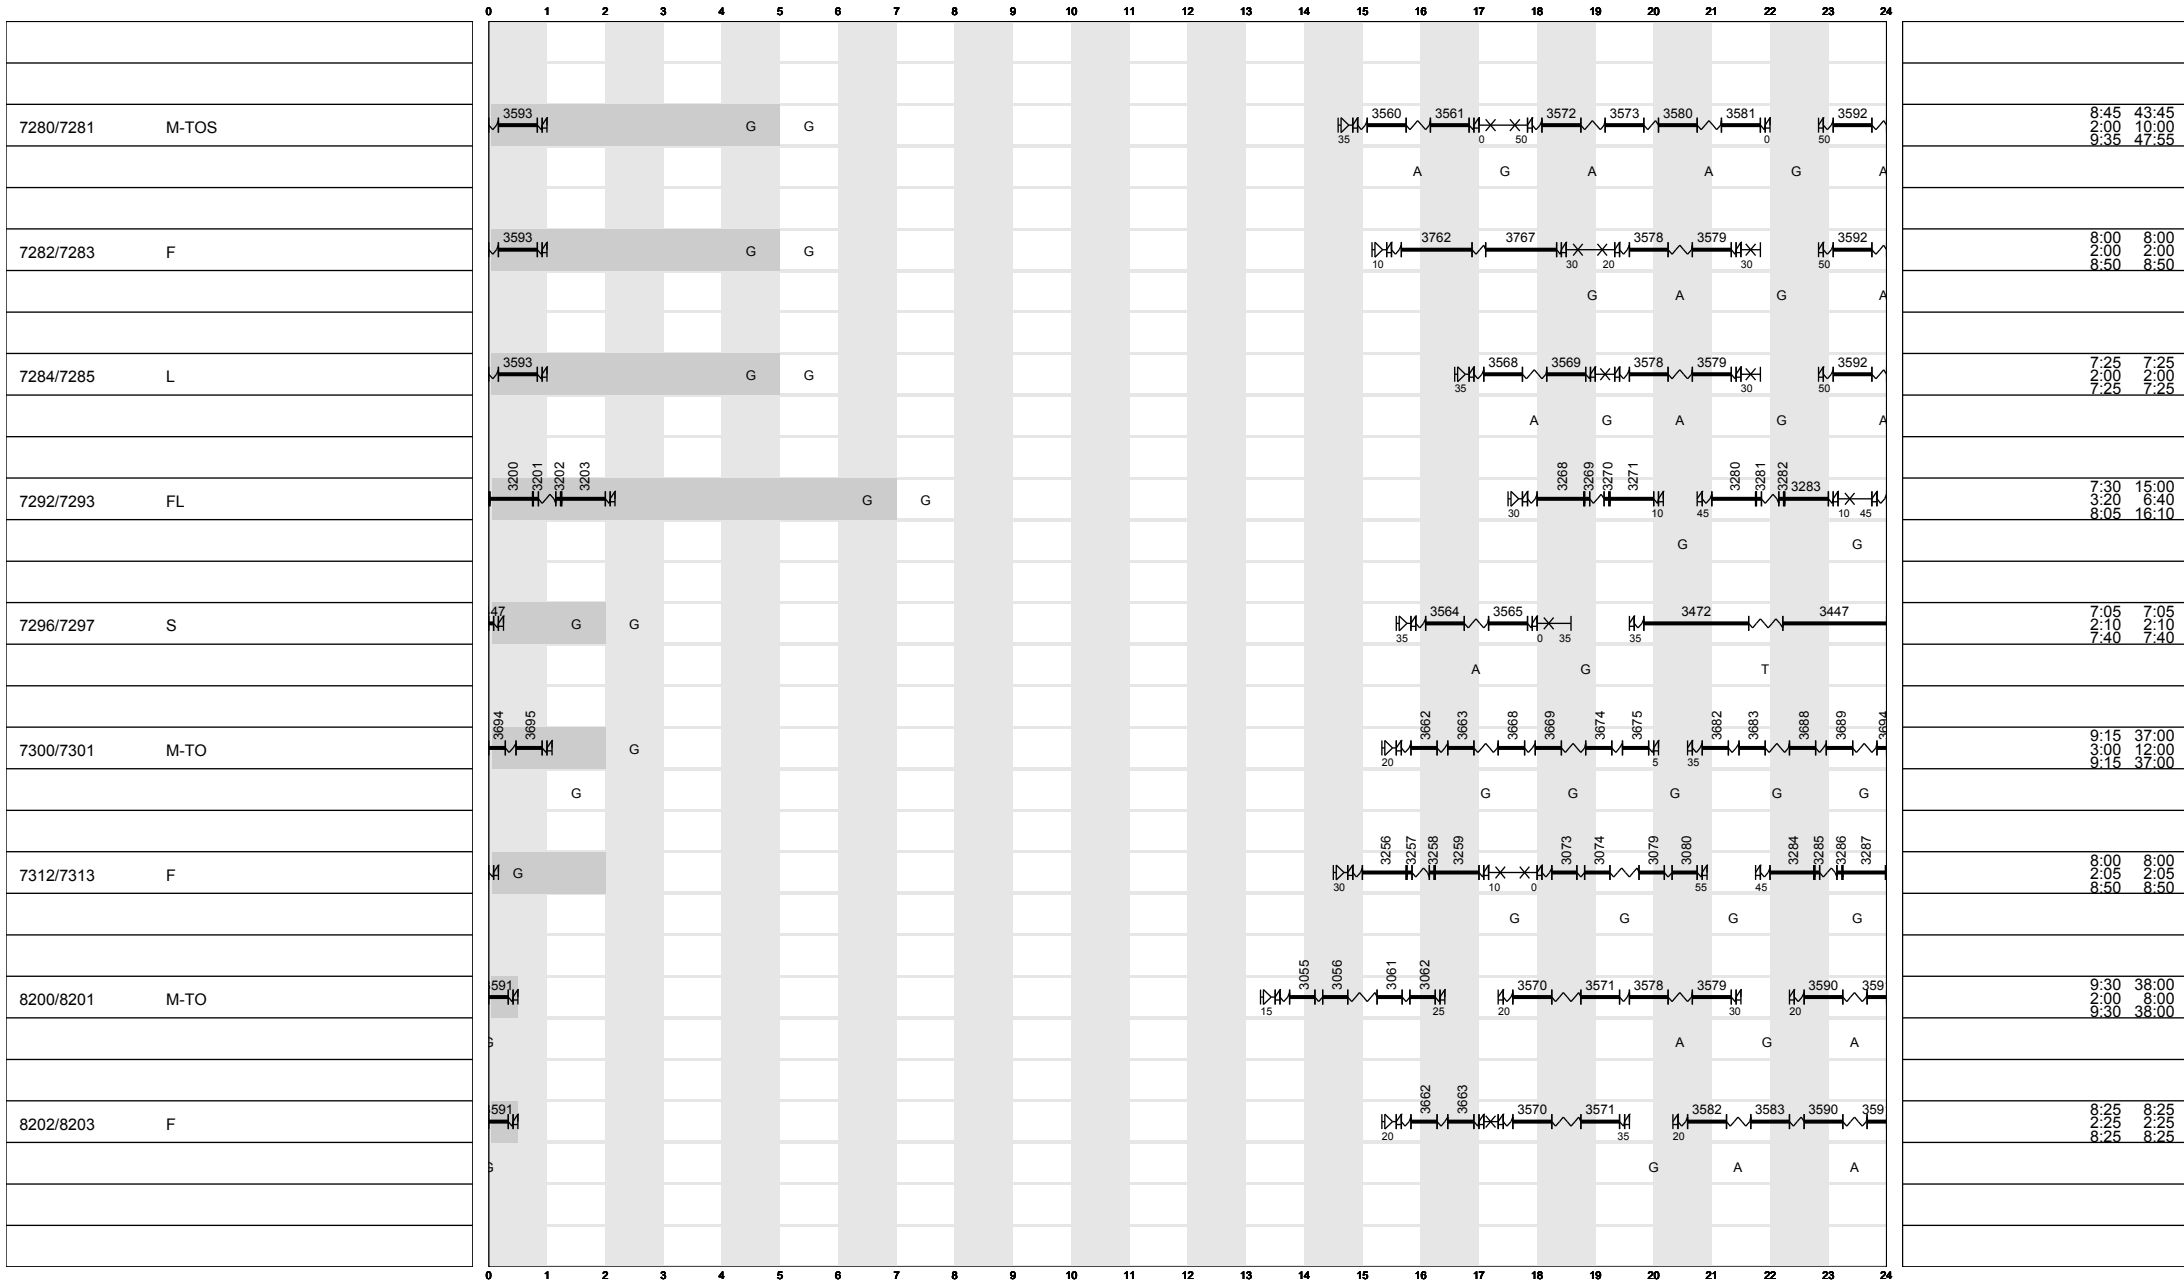 0 1 2 3 4 5 6 7 8 9 10 11 12 13 14 15 16 17 18 19 20 21 22 23 24
3593 3560 3561 3572 3573 3580 3581 3592 8:45 43:45
7280/7281 M-TOS G G 2:00 10:00
35 0 50 0 50 9:35 47:55
A G A A G A
3593 3762 3767 3578 3579 3592 8:00 8:00
7282/7283 F G G 2:00 2:00
10 30 20 30 50 8:50 8:50
G A G A
3593 3568 3569 3578 3579 3592 7:25 7:25
7284/7285 L G G 2:00 2:00
35 30 50 7:25 7:25
A G A G A
3200 3201 3202 3203 3268 3269 3270 3271 3280 3281 3282 3283 7:30 15:00
7292/7293 FL G G 3:20 6:40
30 10 45 10 45 8:05 16:10
G G
47 3564 3565 3472 3447 7:05 7:05
7296/7297 S G G 2:10 2:10
35 0 35 35 7:40 7:40
A G T
3694 3695 3662 3663 3668 3669 3674 3675 3682 3683 3688 3689 3694 9:15 37:00
7300/7301 M-TO G 3:00 12:00
20 5 35 9:15 37:00
G G G G G G
3256 3257 3258 3259 3073 3074 3079 3080 3284 3285 3286 3287 8:00 8:00
7312/7313 F G 2:05 2:05
30 10 0 55 45 8:50 8:50
G G G G
591 3055 3056 3061 3062 3570 3571 3578 3579 3590 359 9:30 38:00
8200/8201 M-TO 2:00 8:00
15 25 20 30 20 9:30 38:00
G A G A
591 3662 3663 3570 3571 3582 3583 3590 359 8:25 8:25
8202/8203 F 2:25 2:25
20 35 20 8:25 8:25
G G A A
0 1 2 3 4 5 6 7 8 9 10 11 12 13 14 15 16 17 18 19 20 21 22 23 24